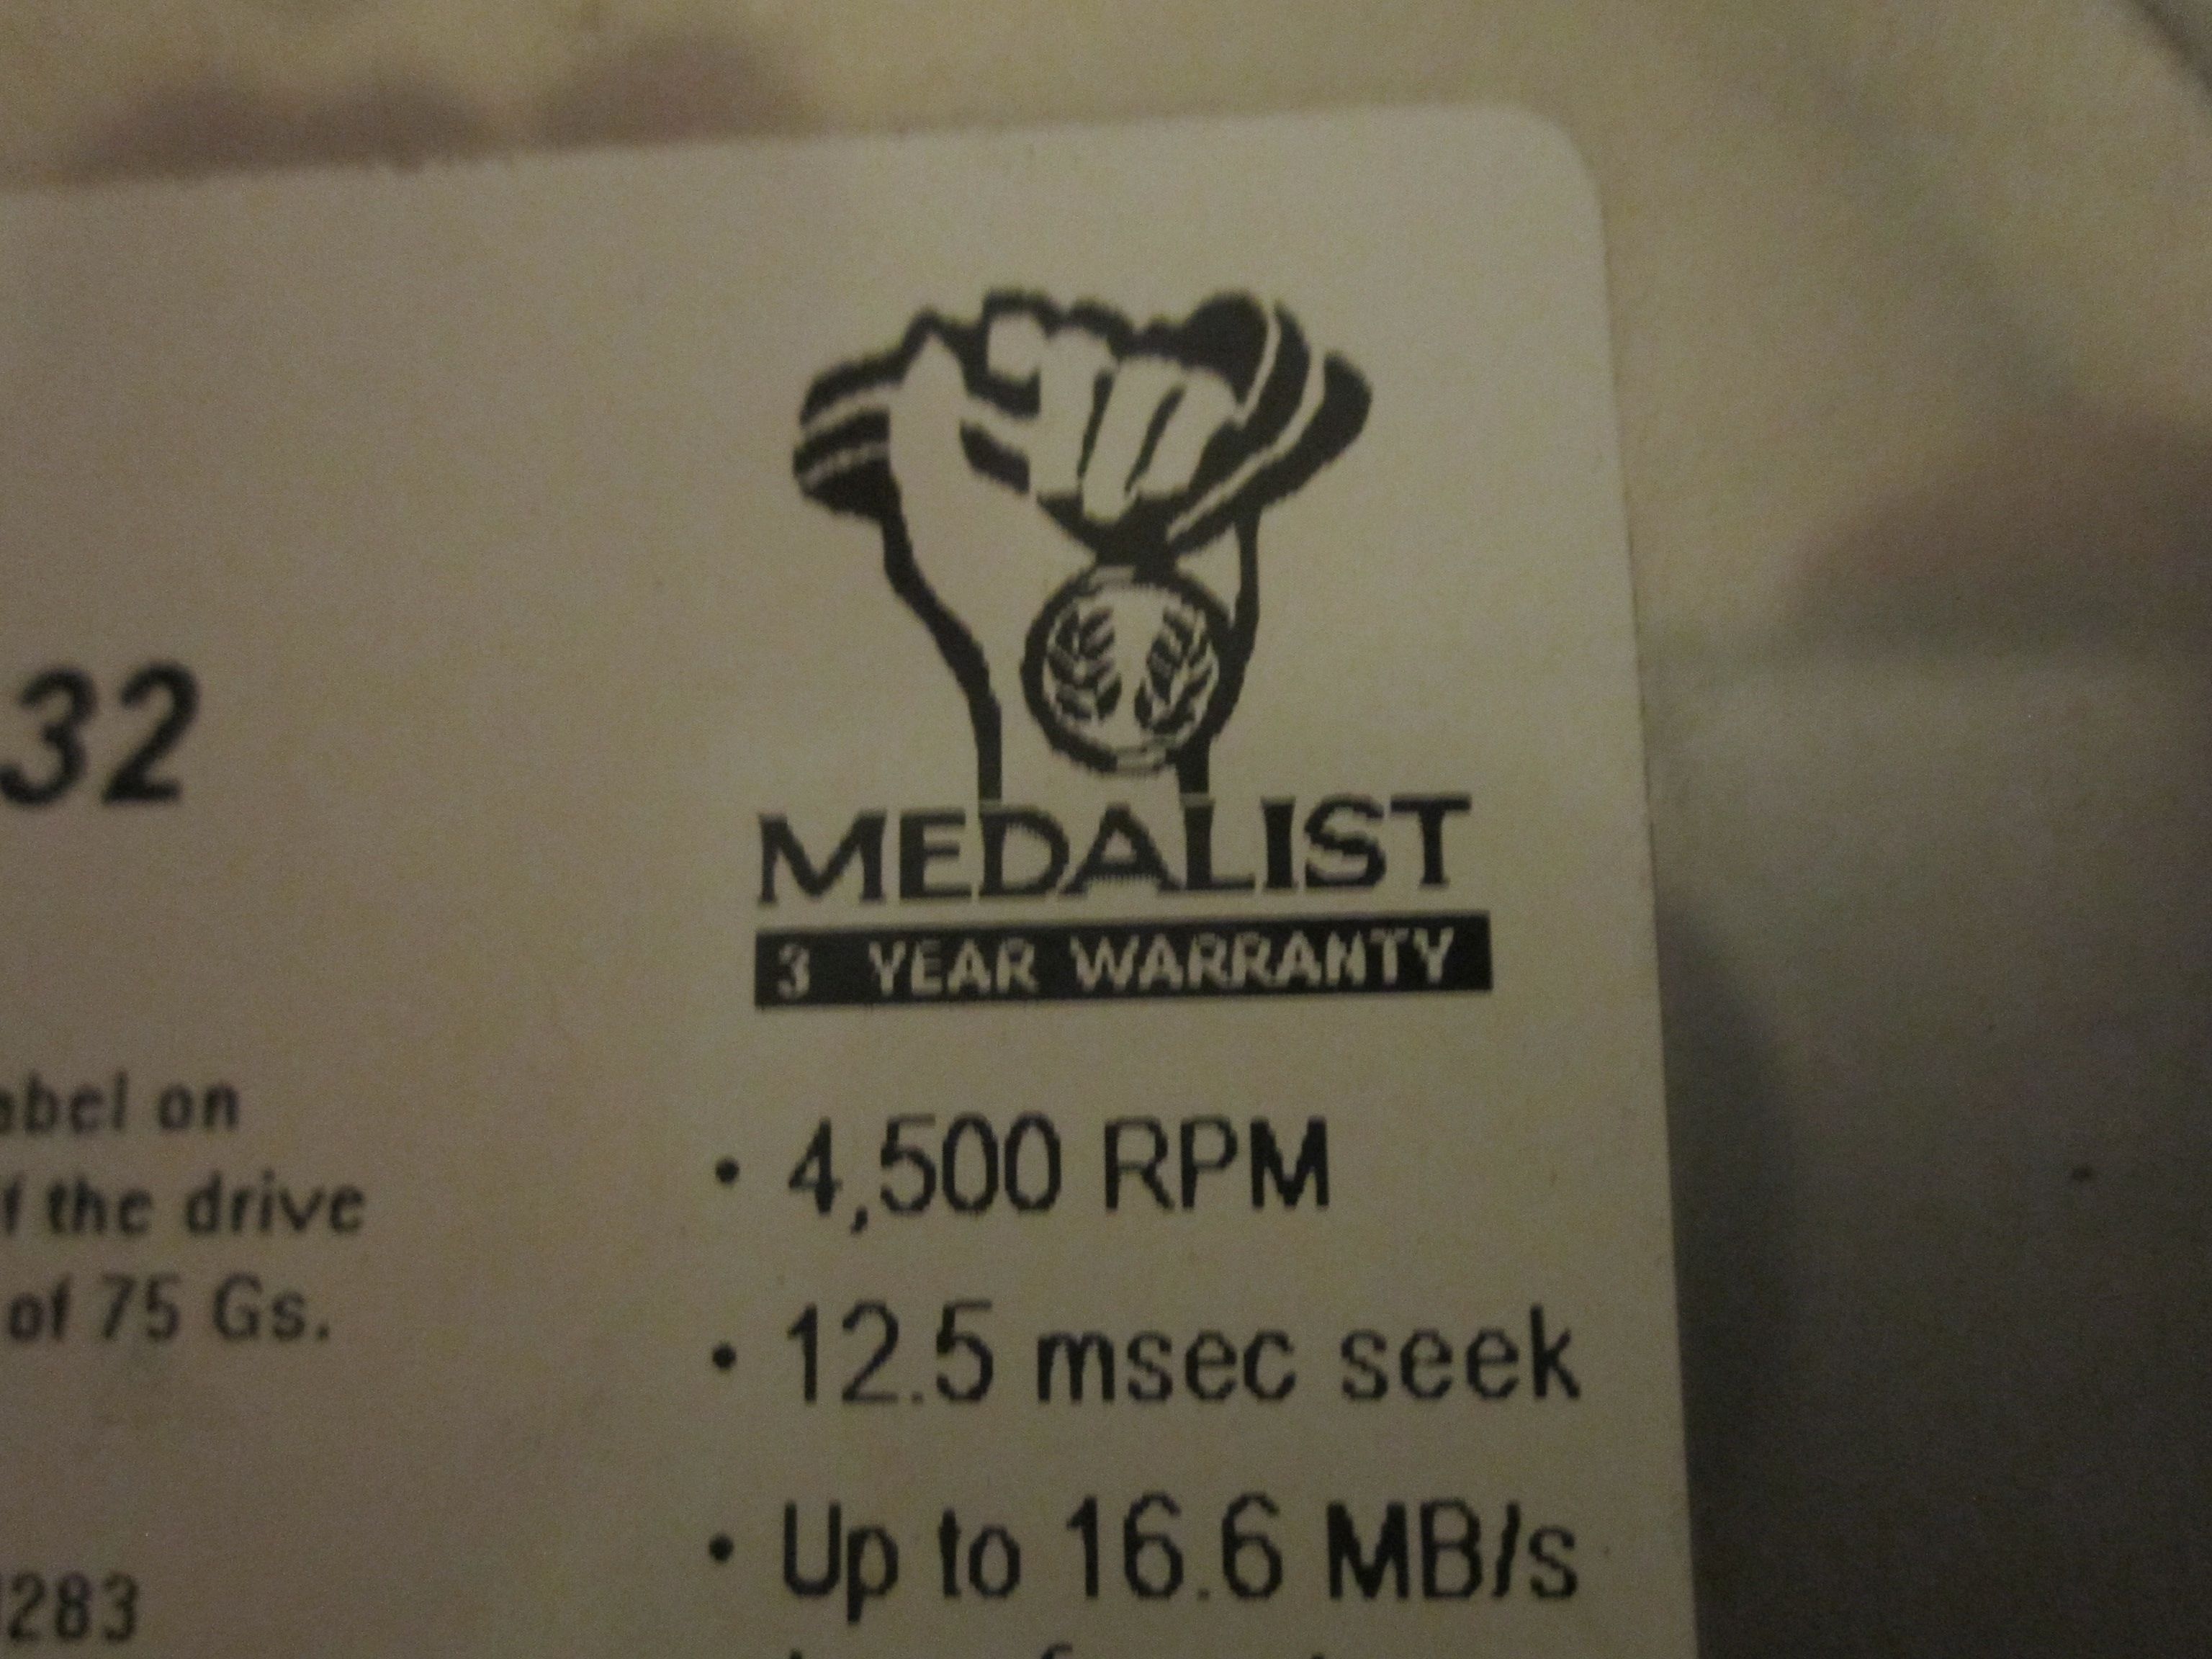 MEDALIST
3 YEAR WARRANTY
32
• 4,500 RPM
on
the drive
of 75 Gs.
• 12.5 msec seek
• Up to 16.6 MB/s
283